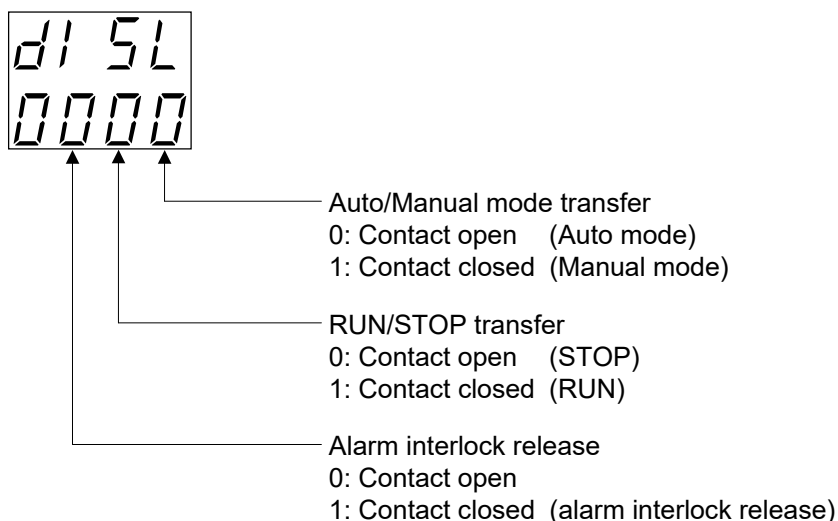 dI SL
0000
Auto/Manual mode transfer
0: Contact open (Auto mode)
1: Contact closed (Manual mode)
RUN/STOP transfer
0: Contact open (STOP)
1: Contact closed (RUN)
Alarm interlock release
0: Contact open
1: Contact closed (alarm interlock release)